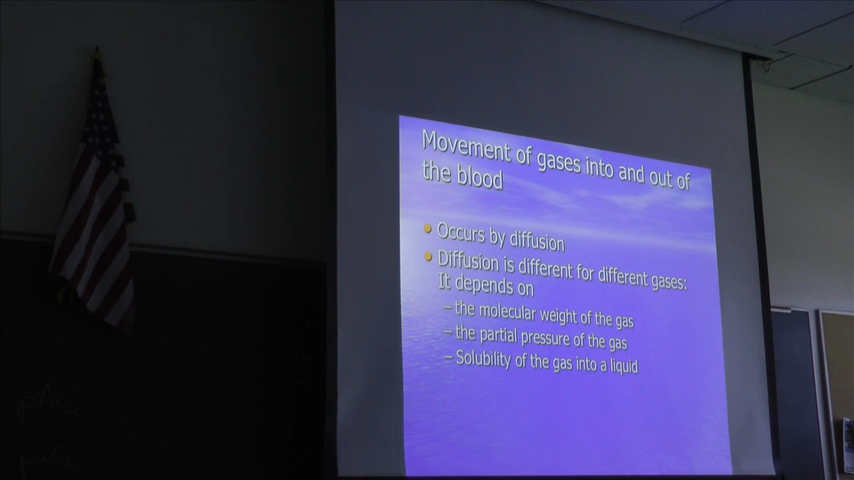 Movement of gases into and out of
the blood
• Occurs by diffusion
• Diffusion is different for different gases:
It depends on
– the molecular weight of the gas
– the partial pressure of the gas
– Solubility of the gas into a liquid